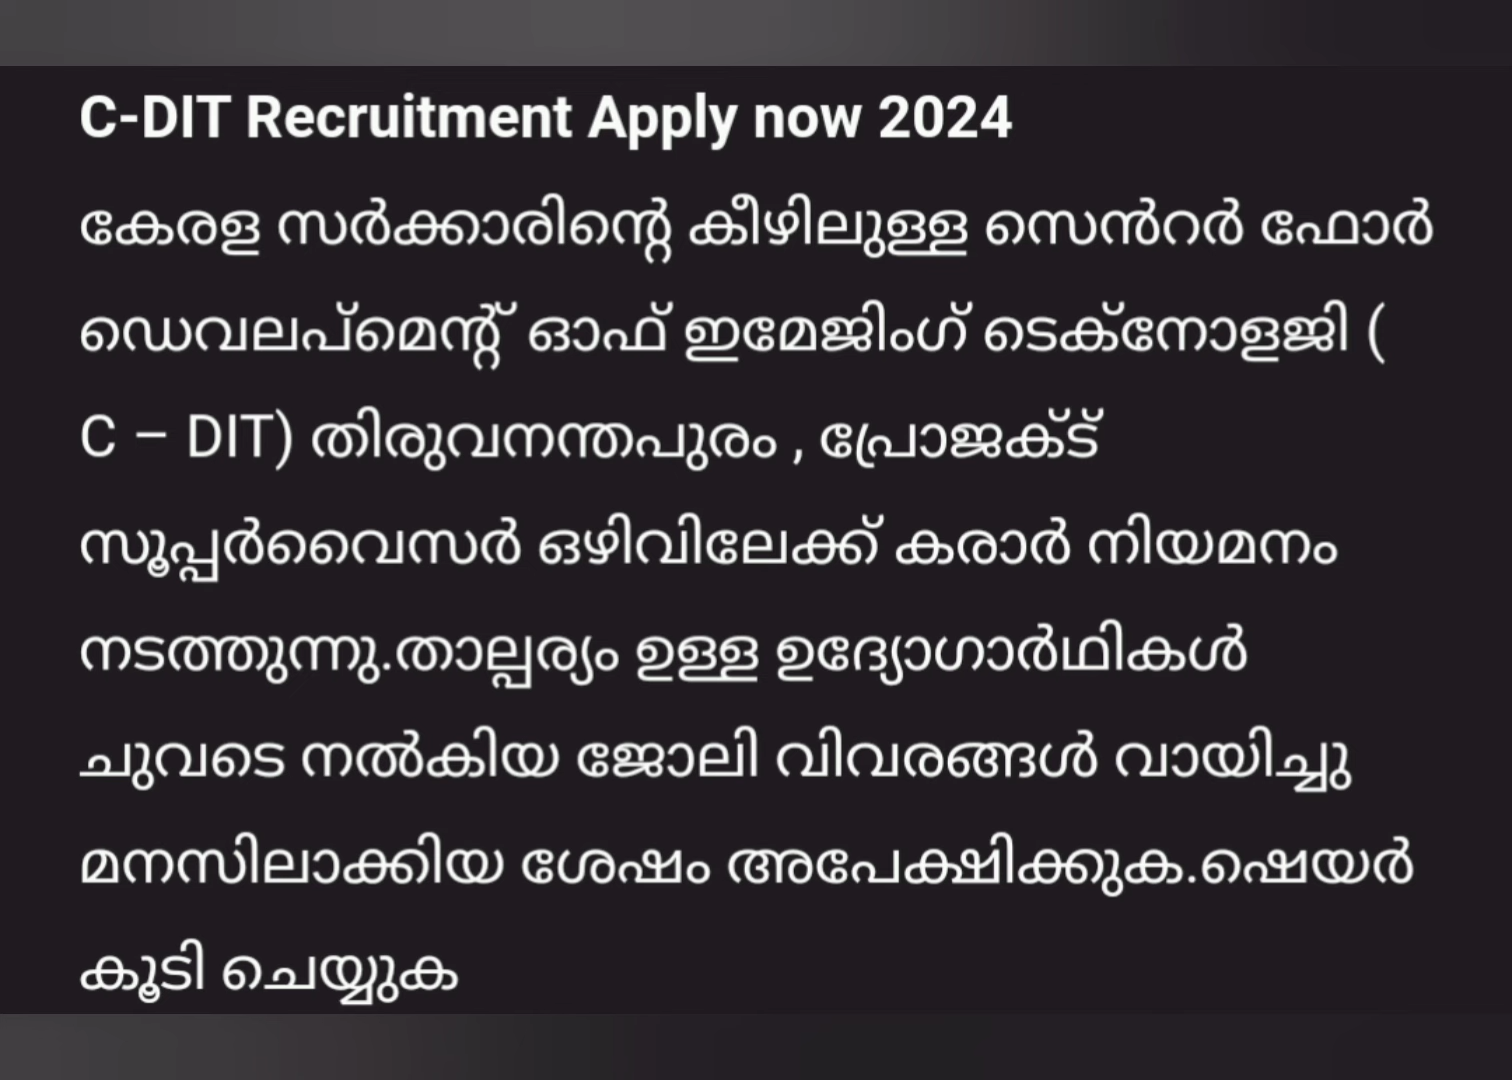 C-DIT Recruitment Apply now 2024
കേരള സർക്കാരിന്റെ കീഴിലുള്ള സെൻറർ ഫോർ
ഡെവലപ്മെന്റ് ഓഫ് ഇമേജിംഗ് ടെക്നോളജി (
C – DIT) തിരുവനന്തപുരം , പ്രോജക്ട്
സൂപ്പർവൈസർ ഒഴിവിലേക്ക് കരാർ നിയമനം
നടത്തുന്നു.താല്പര്യം ഉള്ള ഉദ്യോഗാർഥികൾ
ചുവടെ നൽകിയ ജോലി വിവരങ്ങൾ വായിച്ചു
മനസിലാക്കിയ ശേഷം അപേക്ഷിക്കുക.ഷെയർ
കൂടി ചെയ്യുക